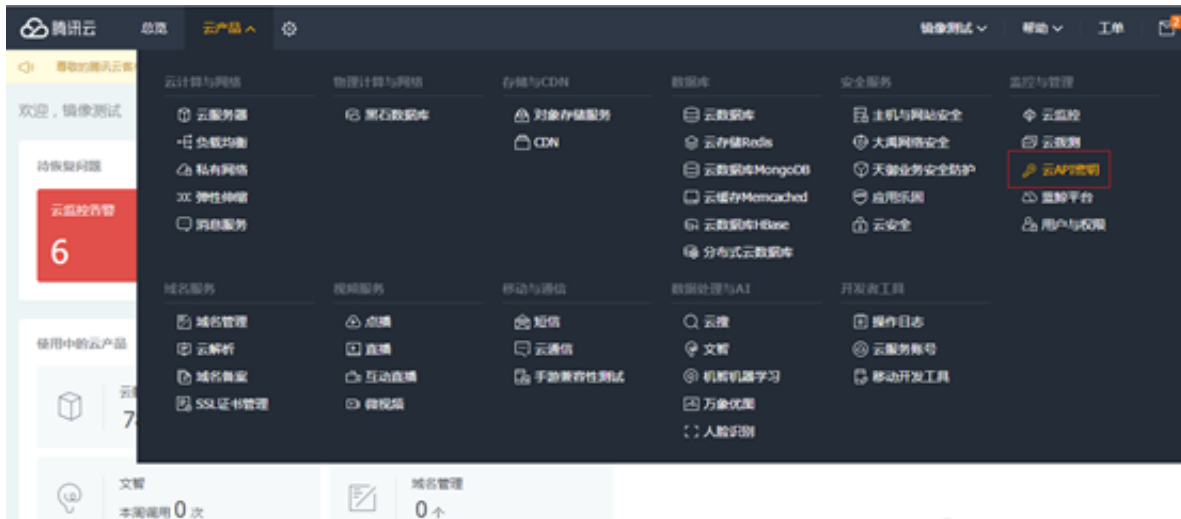 腾讯云 总览 云产品 镜像测试 帮助 工单 2
尊敬的腾讯云客
欢迎,镜像测试
待恢复问题
云监控告警
6
使用中的云产品
云计算与网络
云服务器
负载均衡
私有网络
弹性伸缩
消息服务
物理计算与网络
黑石数据库
存储与CDN
对象存储服务
CDN
数据库
云数据库
云存储Redis
云数据库MongoDB
云缓存Memcached
云数据库HBase
分布式云数据库
安全服务
主机与网站安全
大禹网络安全
天御业务安全防护
应用乐固
云安全
监控与管理
云监控
云拨测
云API密钥
蓝鲸平台
用户与权限
域名服务
域名管理
云解析
域名备案
SSL证书管理
视频服务
点播
直播
互动直播
微视频
移动与通信
短信
云通信
手游兼容性测试
数据处理与AI
云搜
文智
机智机器学习
万象优图
人脸识别
开发者工具
操作日志
云服务账号
移动开发工具
文智
本周调用0次
域名管理
0个